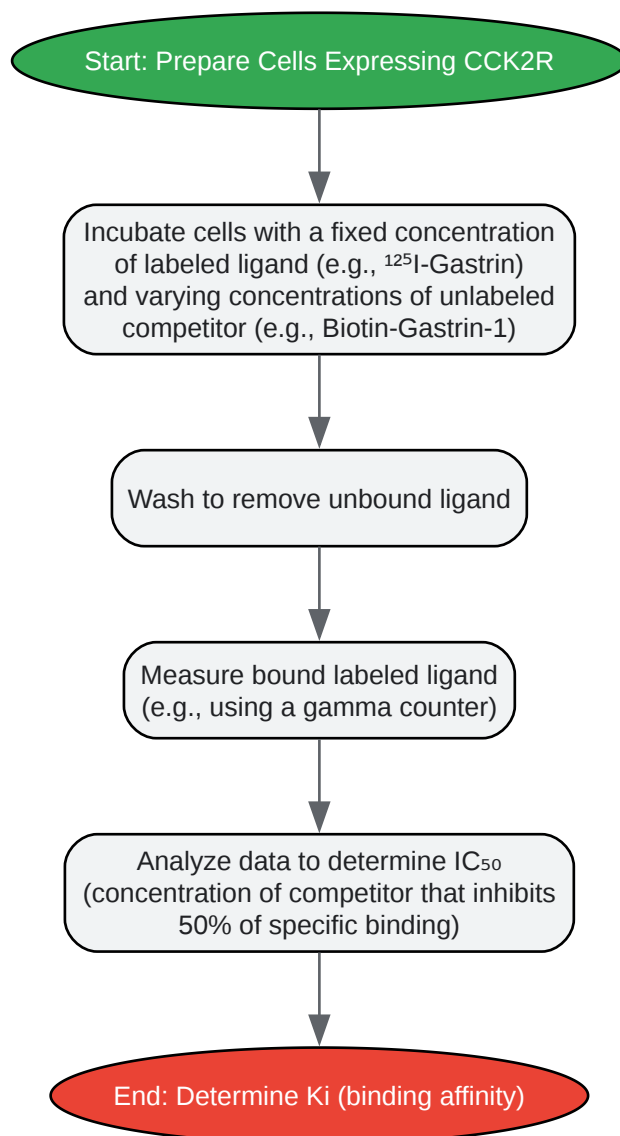 Start: Prepare Cells Expressing CCK2R
Incubate cells with a fixed concentration
of labeled ligand (e.g., ¹²⁵I-Gastrin)
and varying concentrations of unlabeled
competitor (e.g., Biotin-Gastrin-1)
Wash to remove unbound ligand
Measure bound labeled ligand
(e.g., using a gamma counter)
Analyze data to determine IC₅₀
(concentration of competitor that inhibits
50% of specific binding)
End: Determine Ki (binding affinity)